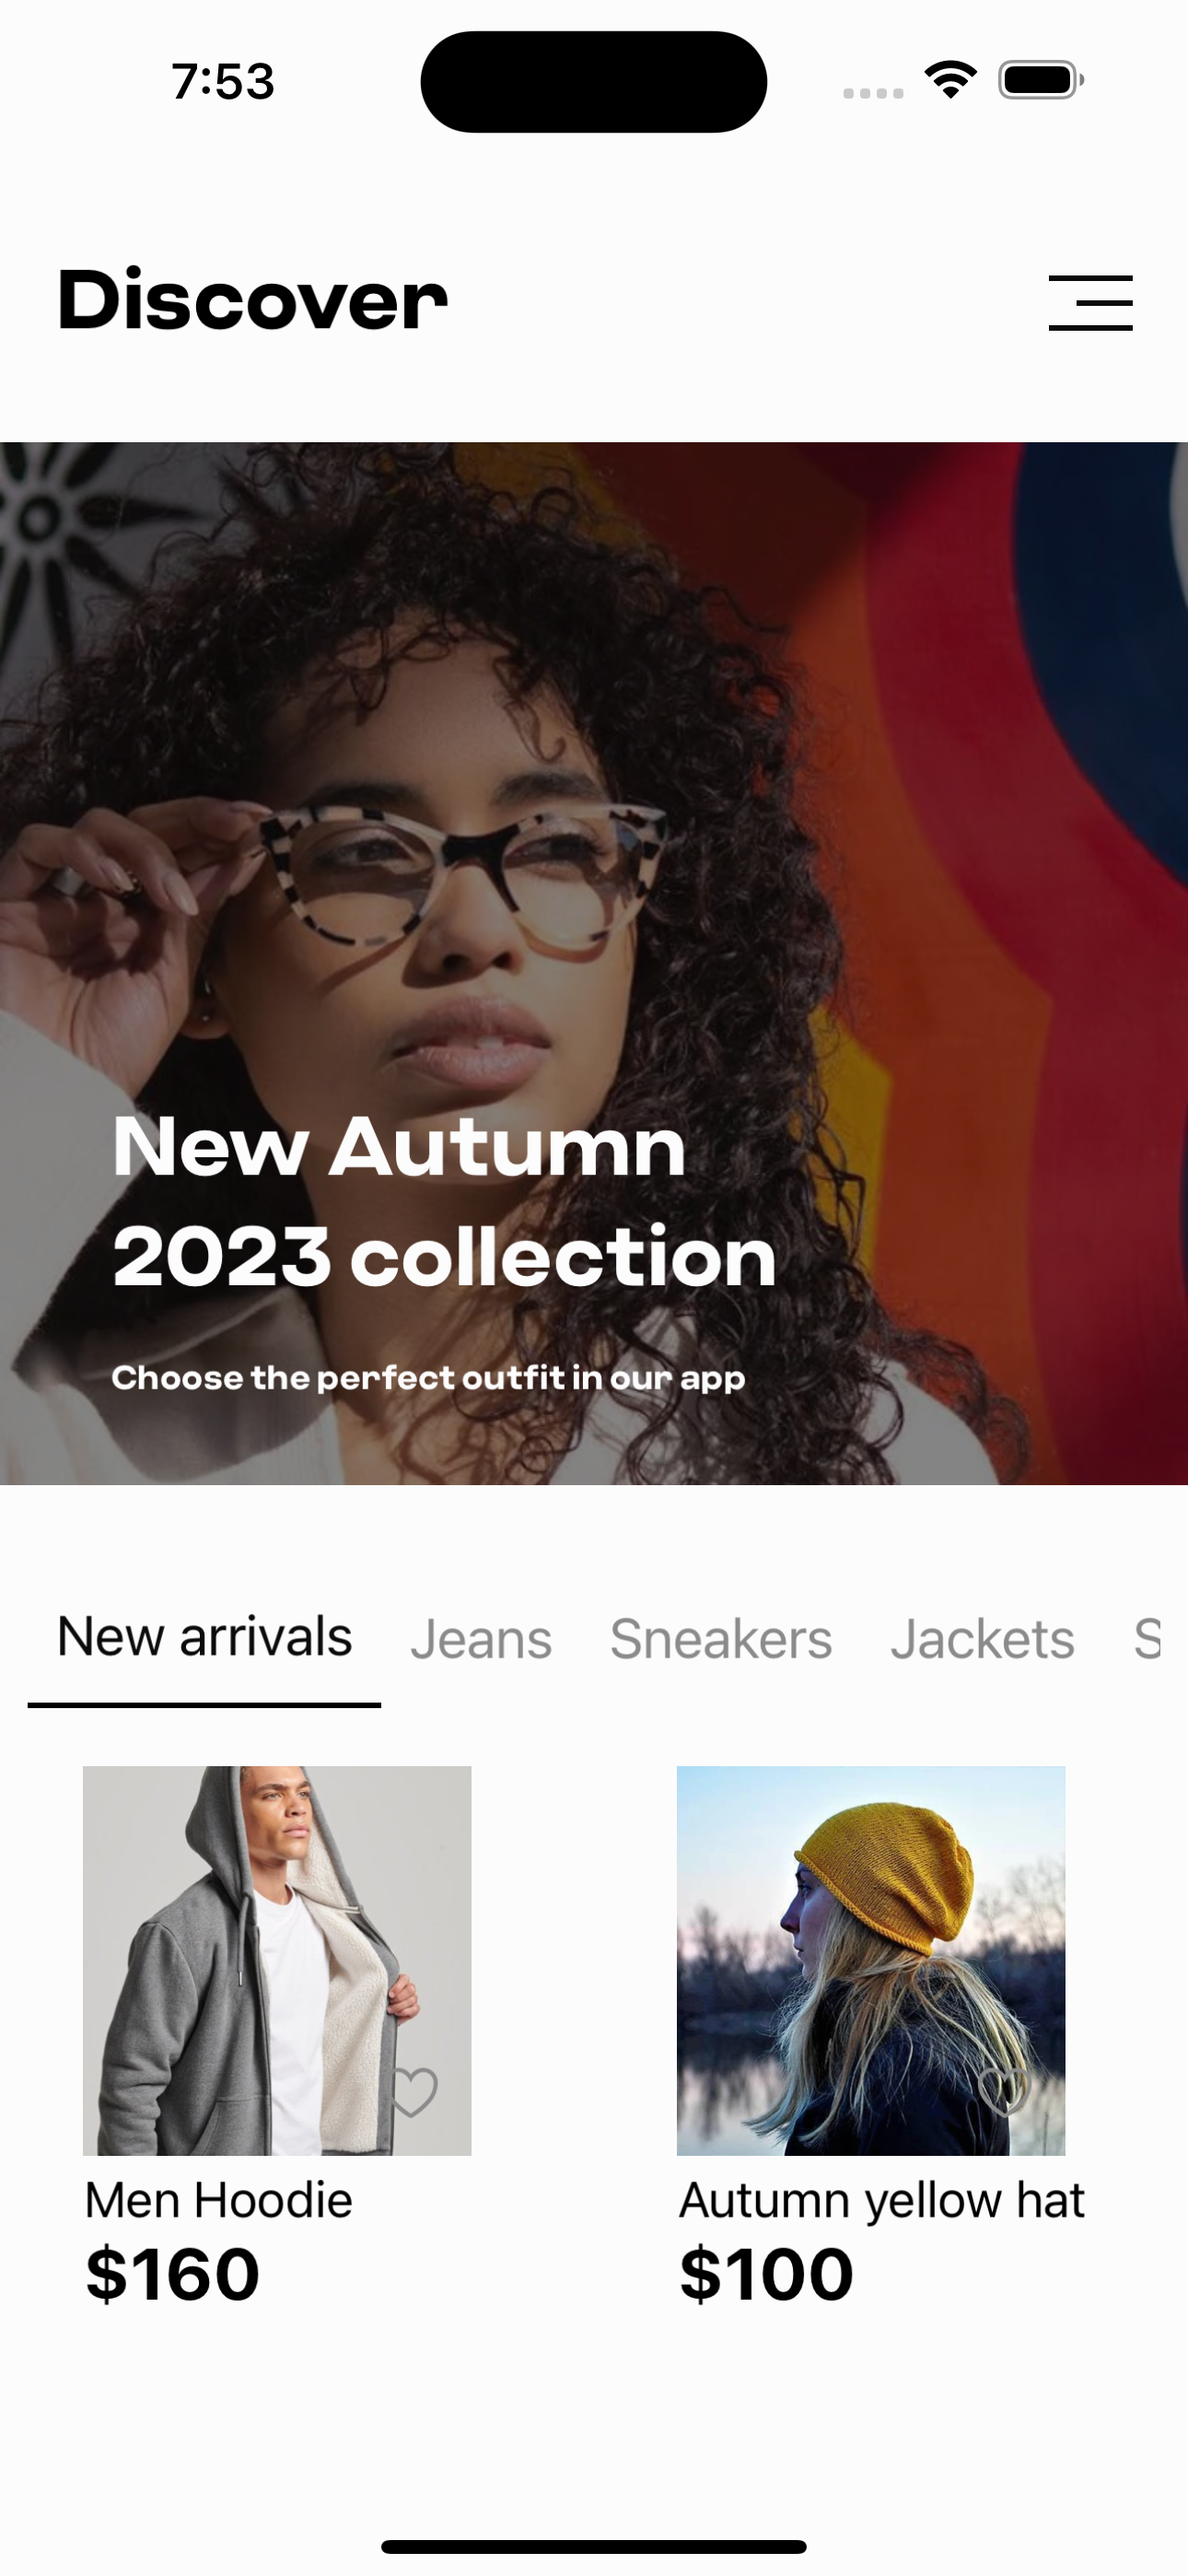 7:53
Discover
New Autumn
2023 collection
Choose the perfect outfit in our app
New arrivals Jeans Sneakers Jackets S
Men Hoodie
$160
Autumn yellow hat
$100